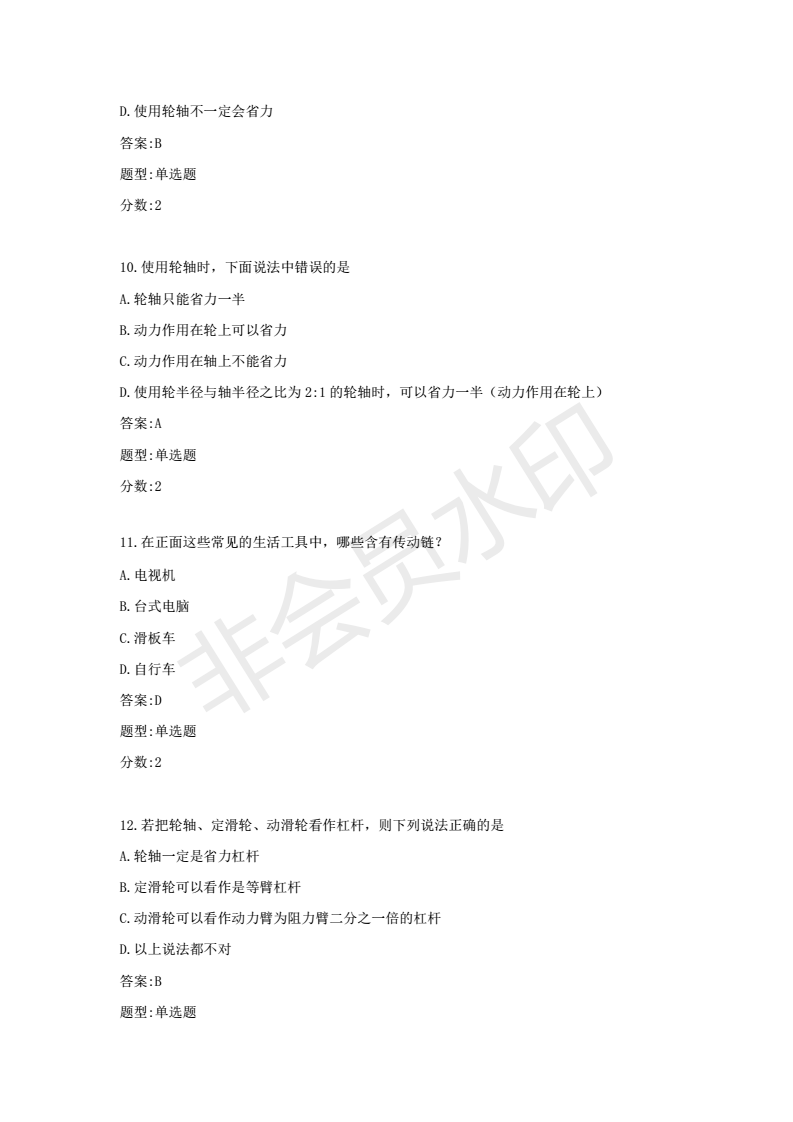 D.使用轮轴不一定会省力
答案:B
题型:单选题
分数:2
10.使用轮轴时，下面说法中错误的是
A.轮轴只能省力一半
B.动力作用在轮上可以省力
C.动力作用在轴上不能省力
D.使用轮半径与轴半径之比为 2:1 的轮轴时，可以省力一半（动力作用在轮上）
答案:A
题型:单选题
分数:2
11.在正面这些常见的生活工具中，哪些含有传动链？
A.电视机
B.台式电脑
C.滑板车
D.自行车
答案:D
题型:单选题
分数:2
12.若把轮轴、定滑轮、动滑轮看作杠杆，则下列说法正确的是
A.轮轴一定是省力杠杆
B.定滑轮可以看作是等臂杠杆
C.动滑轮可以看作动力臂为阻力臂二分之一倍的杠杆
D.以上说法都不对
答案:B
题型:单选题
非会员水印